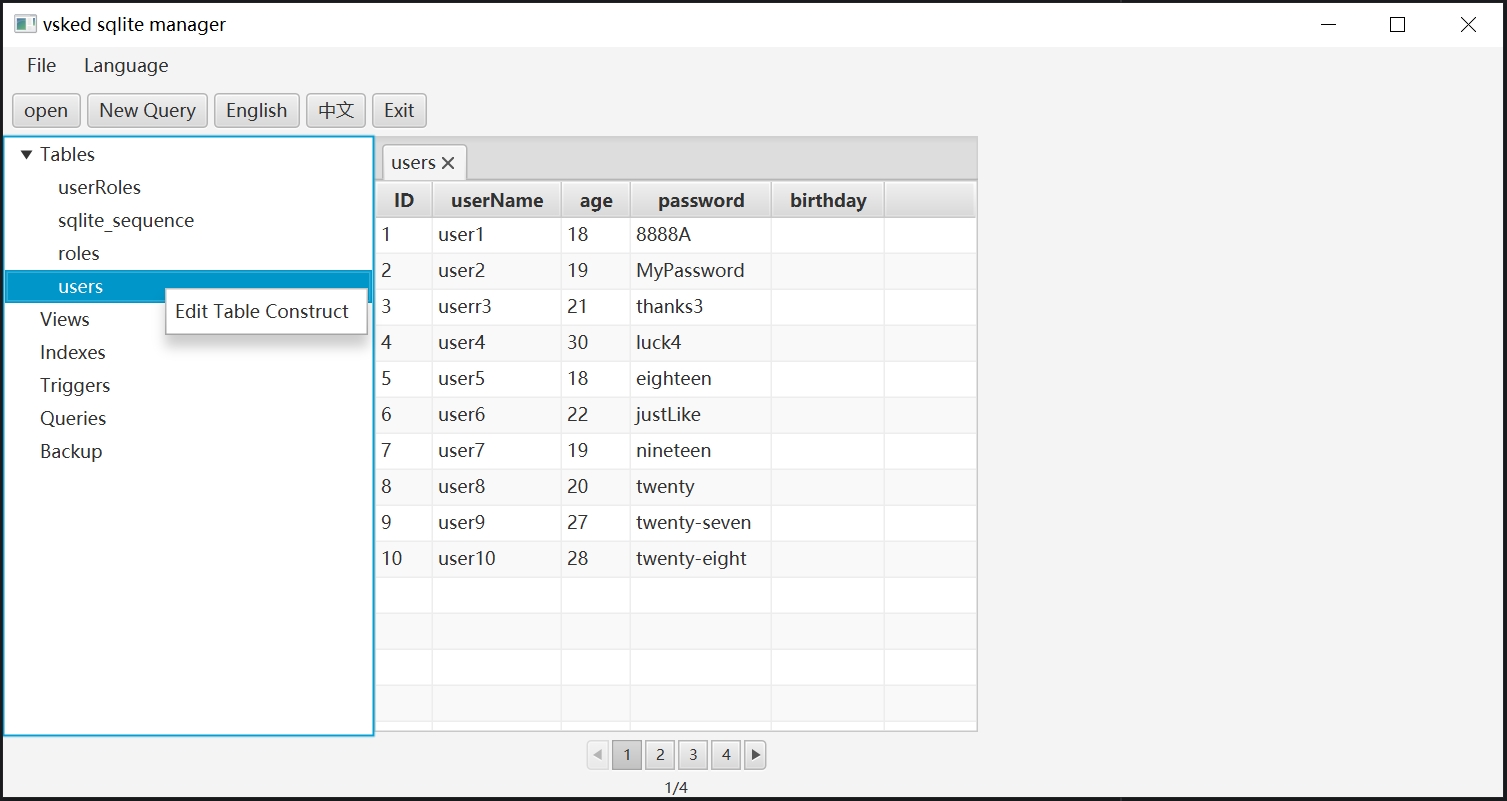 vsked sqlite manager
File Language
open New Query English 中文 Exit
Tables
userRoles
sqlite_sequence
roles
users
Edit Table Construct
Views
Indexes
Triggers
Queries
Backup
users
ID userName age password birthday
1 user1 18 8888A
2 user2 19 MyPassword
3 userr3 21 thanks3
4 user4 30 luck4
5 user5 18 eighteen
6 user6 22 justLike
7 user7 19 nineteen
8 user8 20 twenty
9 user9 27 twenty-seven
10 user10 28 twenty-eight
1 2 3 4
1/4